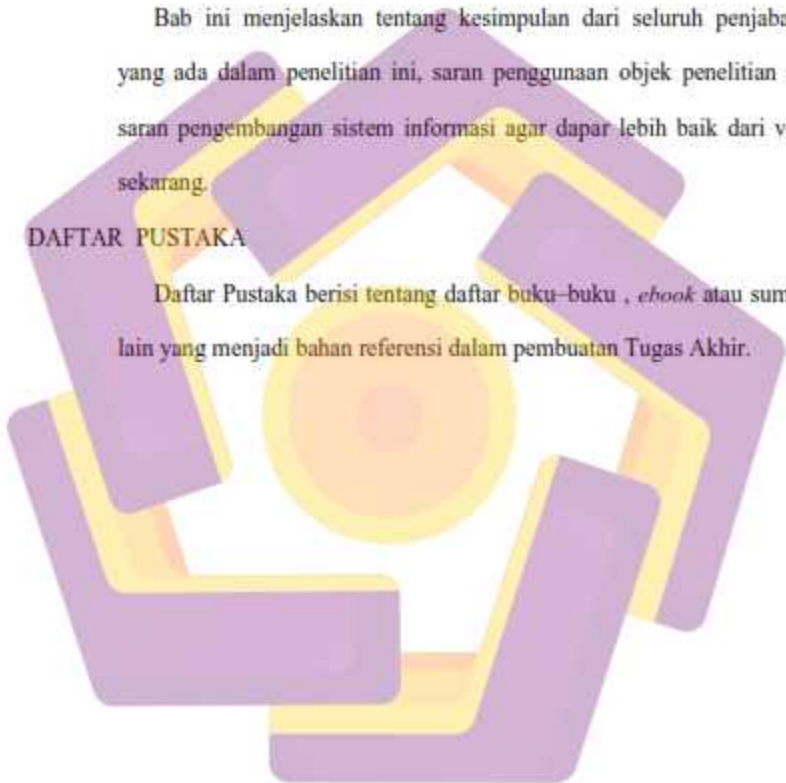 Bab ini menjelaskan tentang kesimpulan dari seluruh penjaba
yang ada dalam penelitian ini, saran penggunaan objek penelitian
saran pengembangan sistem informasi agar dapar lebih baik dari v
sekarang.
DAFTAR PUSTAKA
Daftar Pustaka berisi tentang daftar buku–buku , ebook atau sum
lain yang menjadi bahan referensi dalam pembuatan Tugas Akhir.